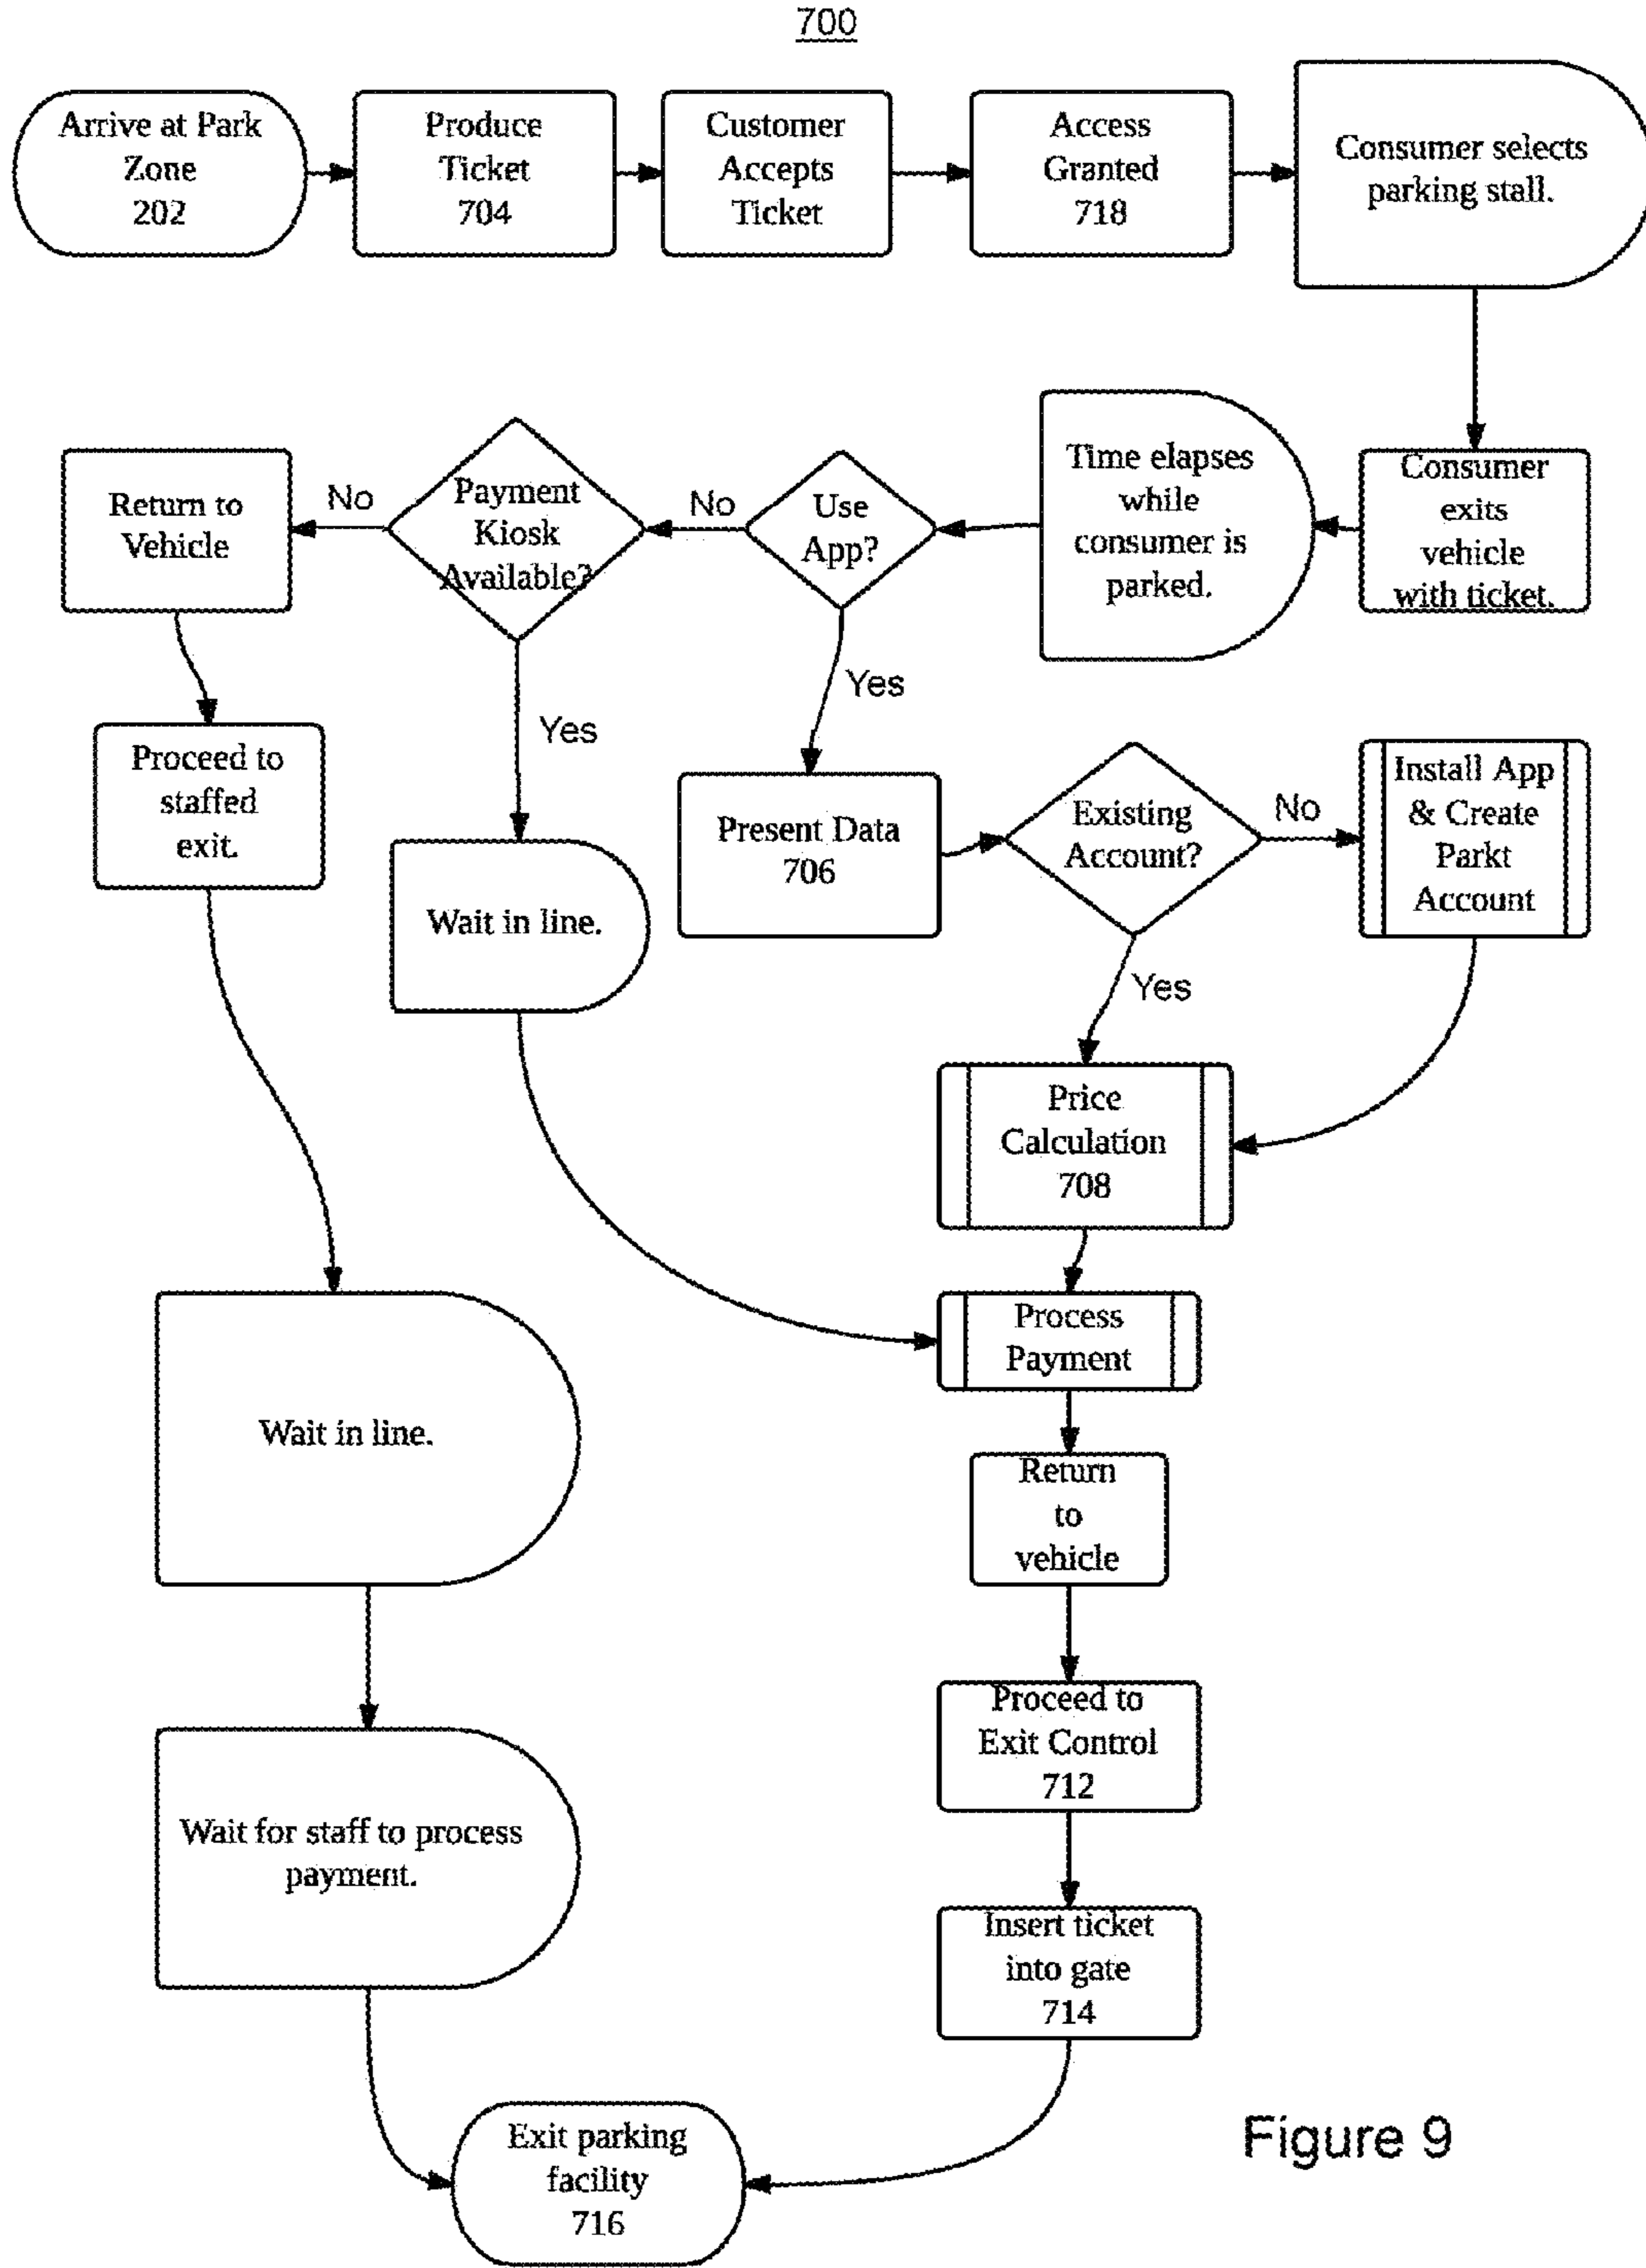 700
Arrive at Park
Zone
202
Produce
Ticket
704
Customer
Accepts
Ticket
Access
Granted
718
Consumer selects
parking stall.
Return to
Vehicle
No
Payment
Kiosk
Available?
No
Use
App?
Time elapses
while
consumer is
parked.
Consumer
exits
vehicle
with ticket.
Yes
Yes
Proceed to
staffed
exit.
Wait in line.
Present Data
706
Existing
Account?
No
Install App
& Create
Parkt
Account
Yes
Price
Calculation
708
Process
Payment
Wait in line.
Return
to
vehicle
Proceed to
Exit Control
712
Wait for staff to process
payment.
Insert ticket
into gate
714
Exit parking
facility
716
Figure 9